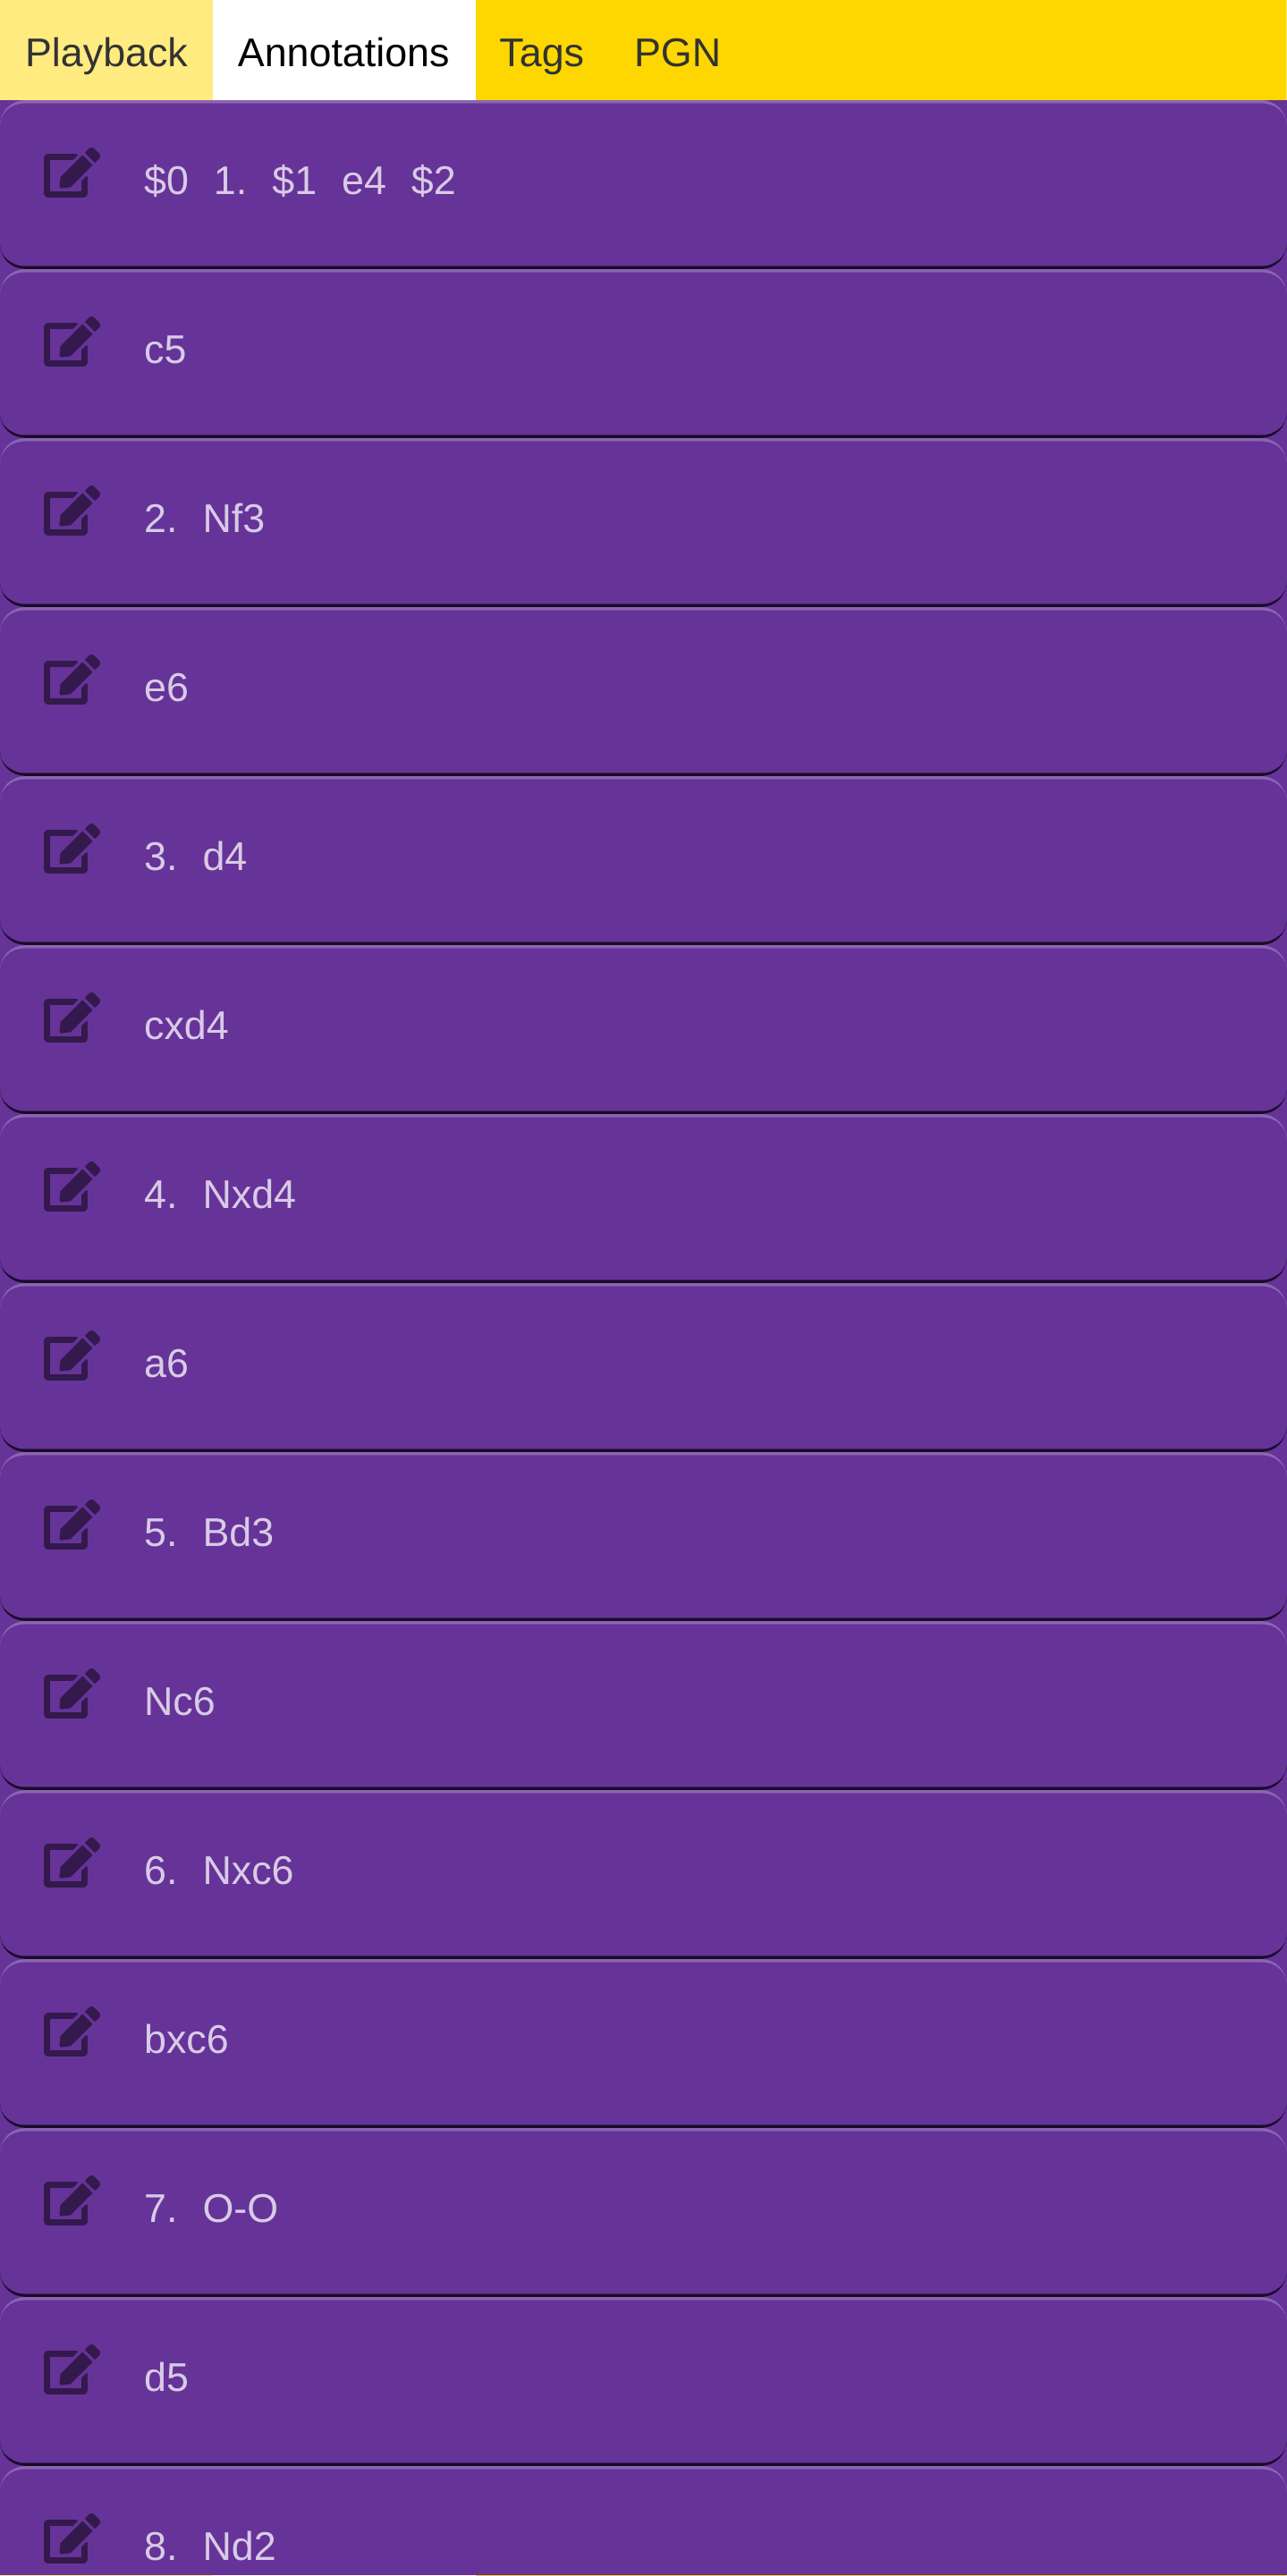 Playback Annotations Tags PGN
$0 1. $1 e4 $2
c5
2. Nf3
e6
3. d4
cxd4
4. Nxd4
a6
5. Bd3
Nc6
6. Nxc6
bxc6
7. O-O
d5
8. Nd2